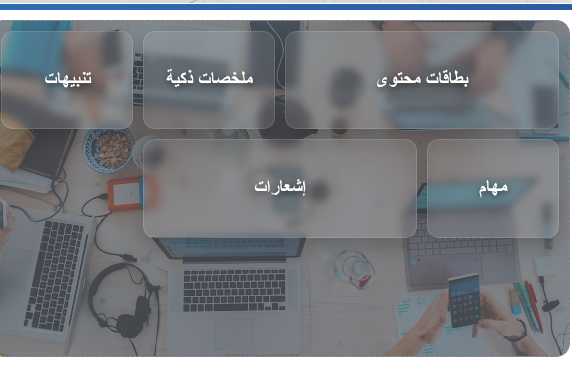 بطاقات محتوى
ملخصات ذكية
تنبيهات
مهام
إشعارات